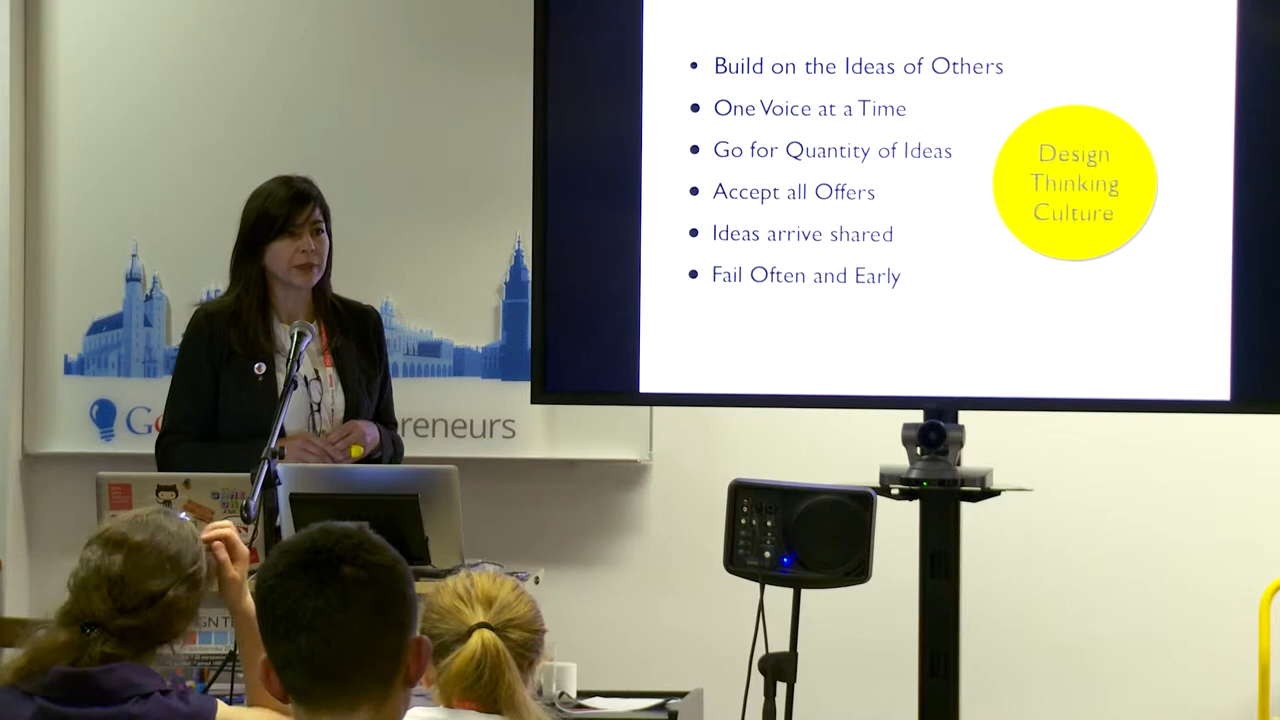 • Build on the Ideas of Others
• One Voice at a Time
• Go for Quantity of Ideas
• Accept all Offers
• Ideas arrive shared
• Fail Often and Early
Design
Thinking
Culture
preneurs